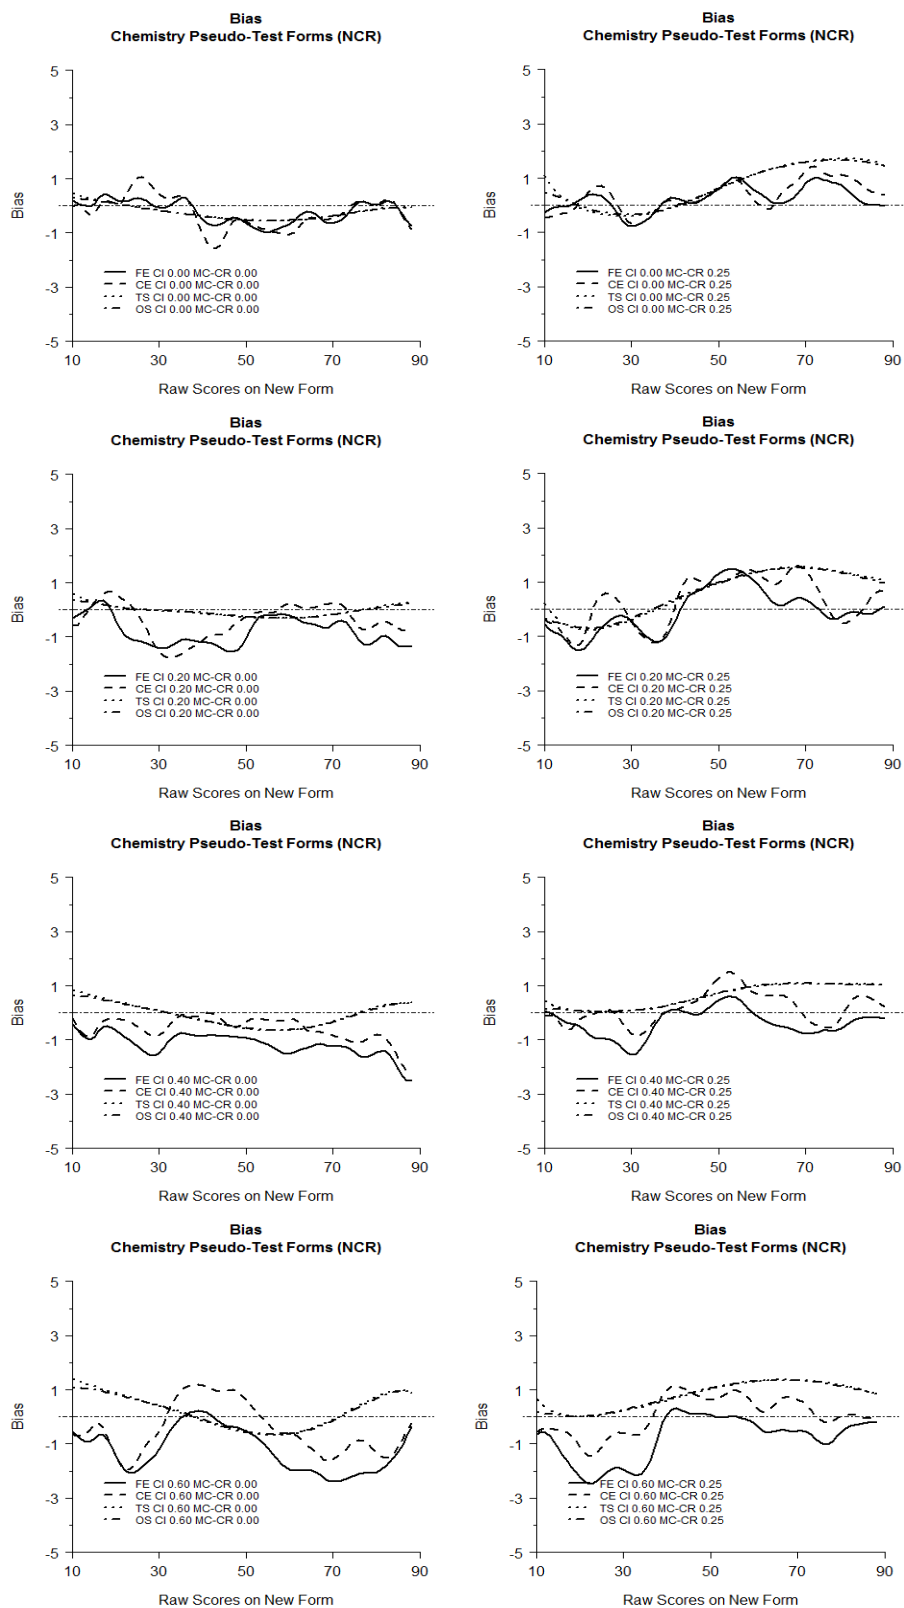 Bias
Chemistry Pseudo-Test Forms (NCR)
5
3
1
-1
-3
-5
Bias
FE CI 0.00 MC-CR 0.00
CE CI 0.00 MC-CR 0.00
TS CI 0.00 MC-CR 0.00
OS CI 0.00 MC-CR 0.00
10 30 50 70 90
Raw Scores on New Form
Bias
Chemistry Pseudo-Test Forms (NCR)
5
3
1
-1
-3
-5
Bias
FE CI 0.00 MC-CR 0.25
CE CI 0.00 MC-CR 0.25
TS CI 0.00 MC-CR 0.25
OS CI 0.00 MC-CR 0.25
10 30 50 70 90
Raw Scores on New Form
Bias
Chemistry Pseudo-Test Forms (NCR)
5
3
1
-1
-3
-5
Bias
FE CI 0.20 MC-CR 0.00
CE CI 0.20 MC-CR 0.00
TS CI 0.20 MC-CR 0.00
OS CI 0.20 MC-CR 0.00
10 30 50 70 90
Raw Scores on New Form
Bias
Chemistry Pseudo-Test Forms (NCR)
5
3
1
-1
-3
-5
Bias
FE CI 0.20 MC-CR 0.25
CE CI 0.20 MC-CR 0.25
TS CI 0.20 MC-CR 0.25
OS CI 0.20 MC-CR 0.25
10 30 50 70 90
Raw Scores on New Form
Bias
Chemistry Pseudo-Test Forms (NCR)
5
3
1
-1
-3
-5
Bias
FE CI 0.40 MC-CR 0.00
CE CI 0.40 MC-CR 0.00
TS CI 0.40 MC-CR 0.00
OS CI 0.40 MC-CR 0.00
10 30 50 70 90
Raw Scores on New Form
Bias
Chemistry Pseudo-Test Forms (NCR)
5
3
1
-1
-3
-5
Bias
FE CI 0.40 MC-CR 0.25
CE CI 0.40 MC-CR 0.25
TS CI 0.40 MC-CR 0.25
OS CI 0.40 MC-CR 0.25
10 30 50 70 90
Raw Scores on New Form
Bias
Chemistry Pseudo-Test Forms (NCR)
5
3
1
-1
-3
-5
Bias
FE CI 0.60 MC-CR 0.00
CE CI 0.60 MC-CR 0.00
TS CI 0.60 MC-CR 0.00
OS CI 0.60 MC-CR 0.00
10 30 50 70 90
Raw Scores on New Form
Bias
Chemistry Pseudo-Test Forms (NCR)
5
3
1
-1
-3
-5
Bias
FE CI 0.60 MC-CR 0.25
CE CI 0.60 MC-CR 0.25
TS CI 0.60 MC-CR 0.25
OS CI 0.60 MC-CR 0.25
10 30 50 70 90
Raw Scores on New Form